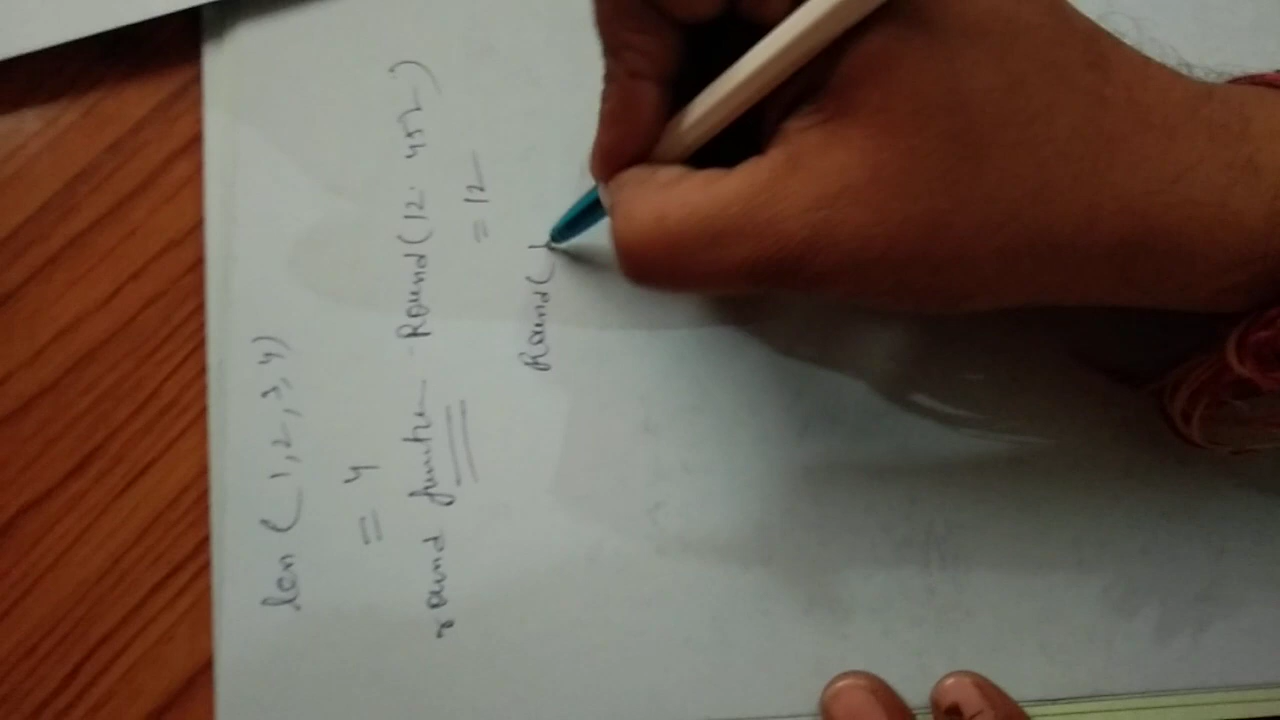 len (1,2,3,4)
= 4
round function - Round(12.452)
= 12
Round(